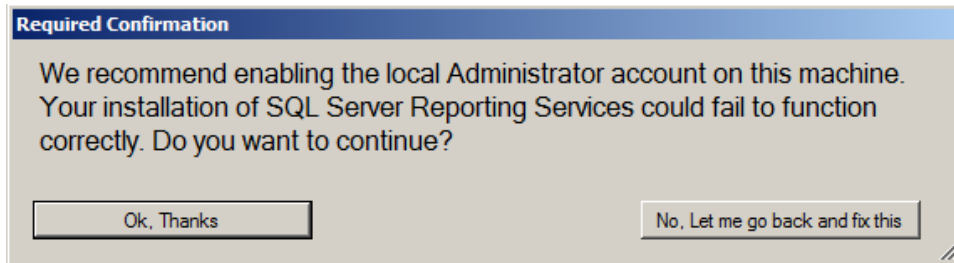 Required Confirmation
We recommend enabling the local Administrator account on this machine.
Your installation of SQL Server Reporting Services could fail to function
correctly. Do you want to continue?
Ok, Thanks
No, Let me go back and fix this